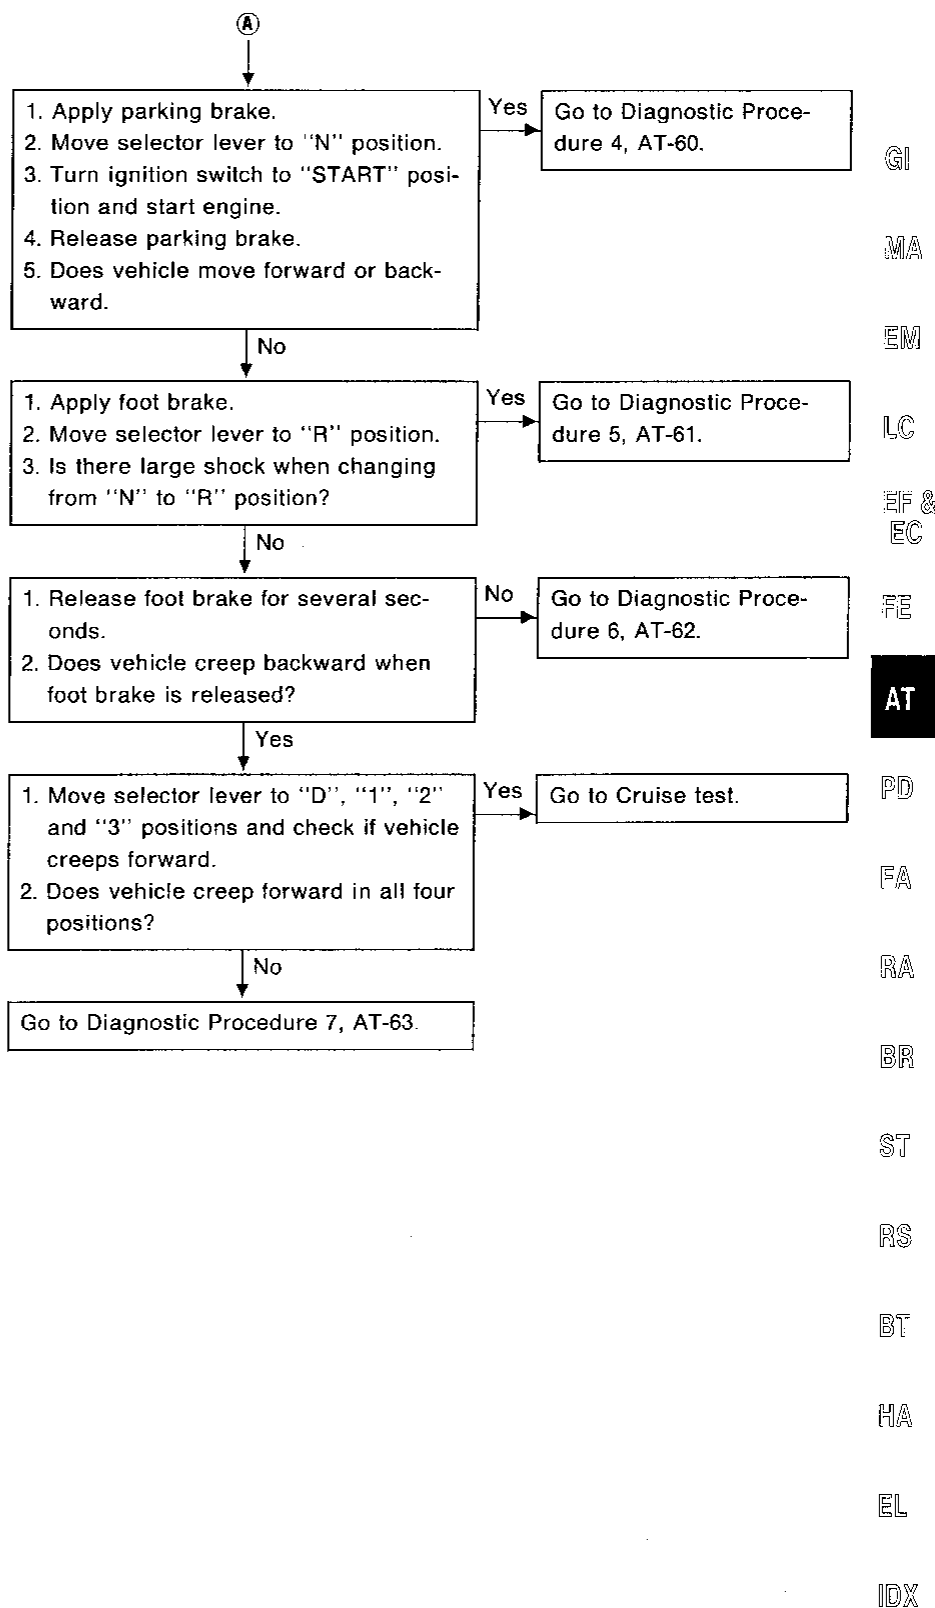 A
1. Apply parking brake.
2. Move selector lever to "N" position.
3. Turn ignition switch to "START" posi-
tion and start engine.
4. Release parking brake.
5. Does vehicle move forward or back-
ward.
Yes
Go to Diagnostic Proce-
dure 4, AT-60.
No
1. Apply foot brake.
2. Move selector lever to "R" position.
3. Is there large shock when changing
from "N" to "R" position?
Yes
Go to Diagnostic Proce-
dure 5, AT-61.
No
1. Release foot brake for several sec-
onds.
2. Does vehicle creep backward when
foot brake is released?
No
Go to Diagnostic Proce-
dure 6, AT-62.
Yes
1. Move selector lever to "D", "1", "2"
and "3" positions and check if vehicle
creeps forward.
2. Does vehicle creep forward in all four
positions?
Yes
Go to Cruise test.
No
Go to Diagnostic Procedure 7, AT-63.
GI
MA
EM
LC
EF &
EC
FE
AT
PD
FA
RA
BR
ST
RS
BT
HA
EL
IDX